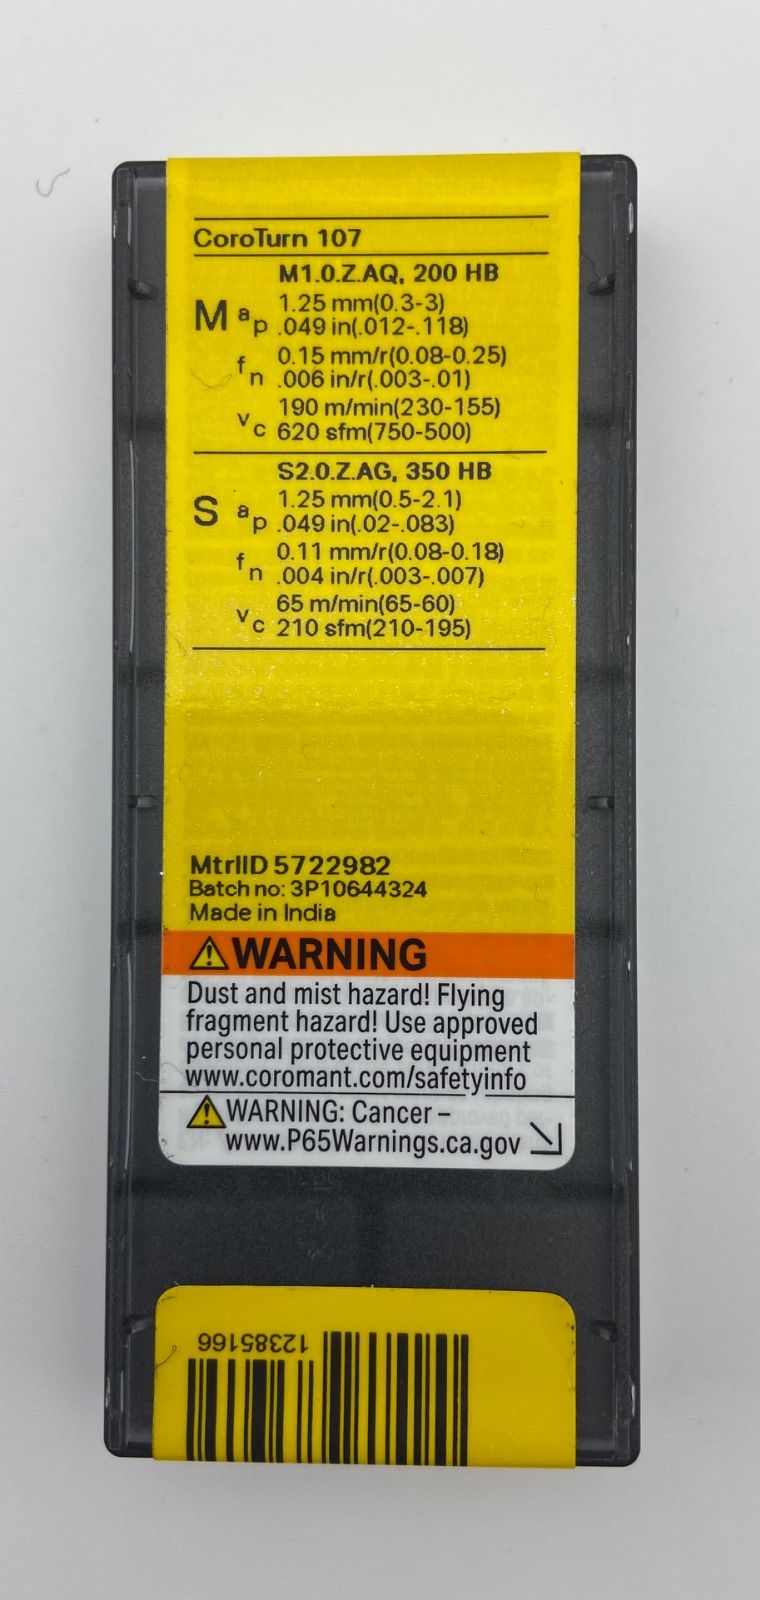 CoroTurn 107
M1.0.Z.AQ, 200 HB
M ap 1.25 mm(0.3-3)
.049 in(.012-.118)
fn 0.15 mm/r(0.08-0.25)
.006 in/r(.003-.01)
vc 190 m/min(230-155)
620 sfm(750-500)
S2.0.Z.AG, 350 HB
S ap 1.25 mm(0.5-2.1)
.049 in(.02-.083)
fn 0.11 mm/r(0.08-0.18)
.004 in/r(.003-.007)
vc 65 m/min(65-60)
210 sfm(210-195)
MtrlID 5722982
Batch no: 3P10644324
Made in India
⚠WARNING
Dust and mist hazard! Flying
fragment hazard! Use approved
personal protective equipment
www.coromant.com/safetyinfo
⚠WARNING: Cancer –
www.P65Warnings.ca.gov
12385166